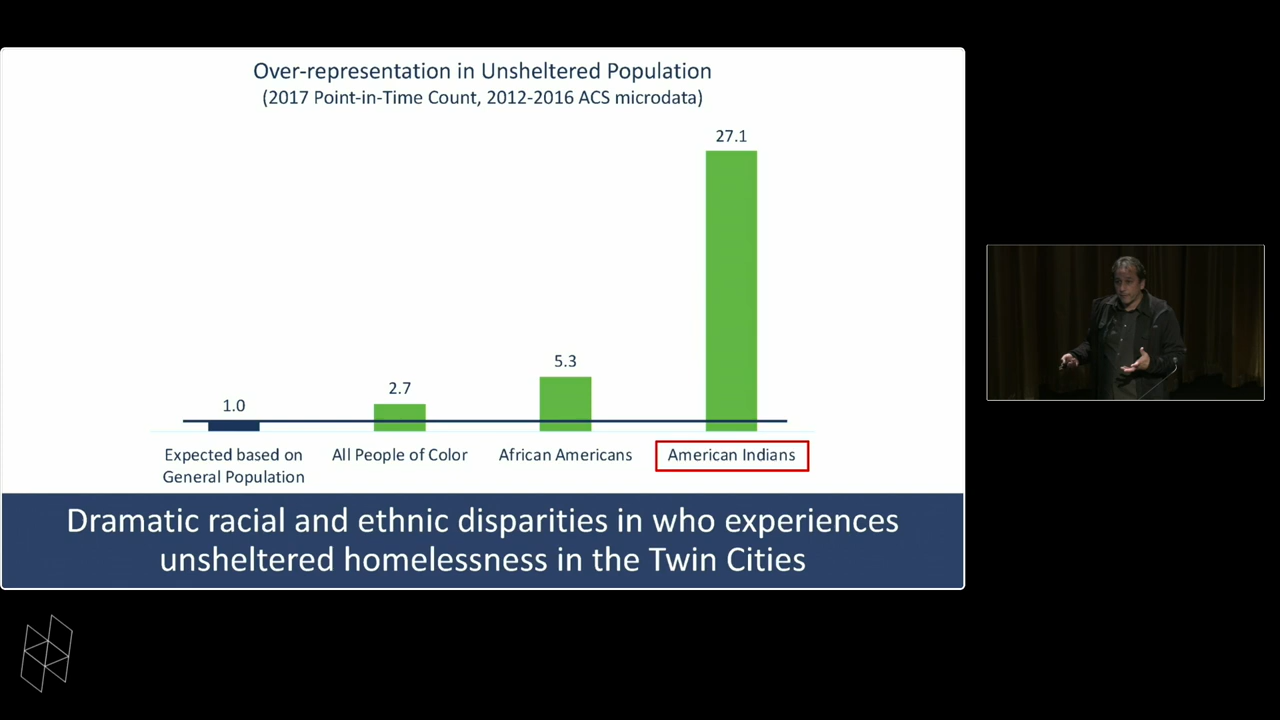 Over-representation in Unsheltered Population
(2017 Point-in-Time Count, 2012-2016 ACS microdata)
27.1
5.3
2.7
1.0
Expected based on
General Population
All People of Color
African Americans
American Indians
Dramatic racial and ethnic disparities in who experiences
unsheltered homelessness in the Twin Cities